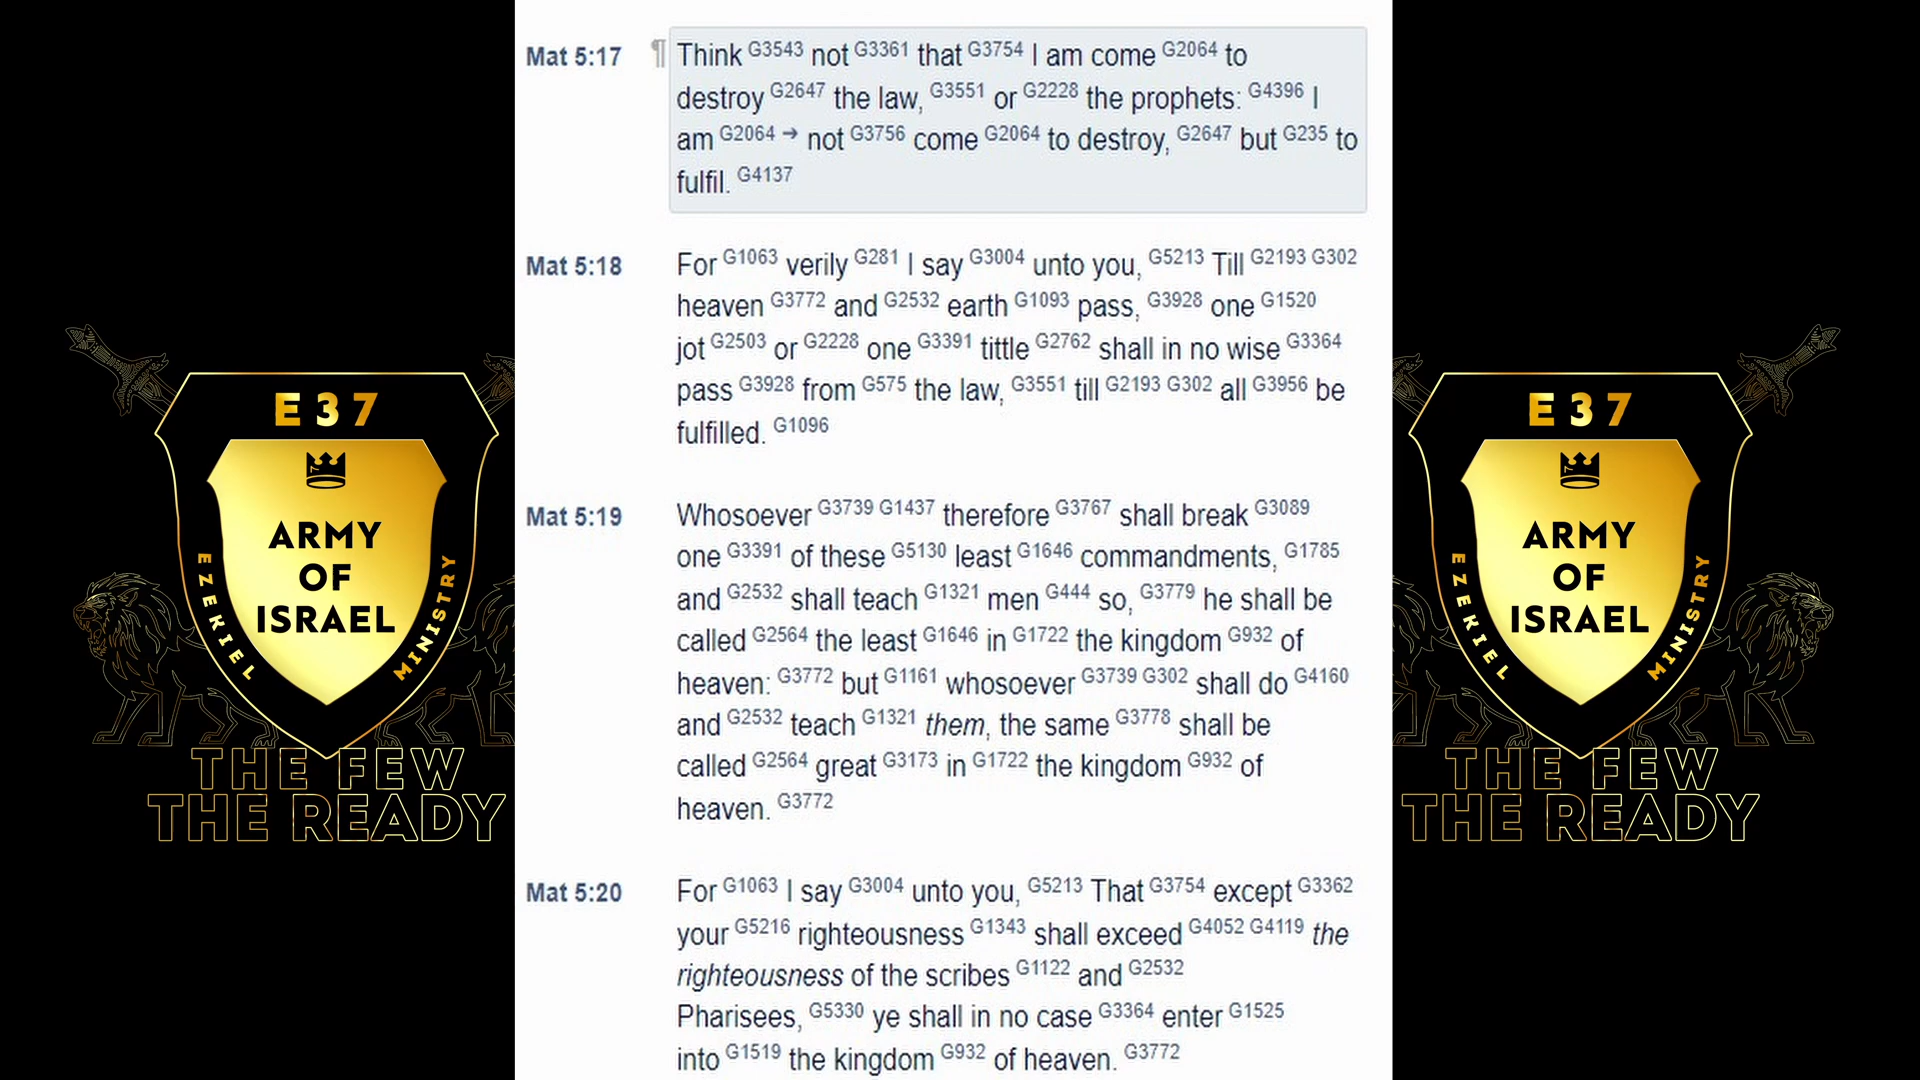 Mat 5:17 ¶ Think G3543 not G3361 that G3754 I am come G2064 to
destroy G2647 the law, G3551 or G2228 the prophets: G4396 I
am G2064 → not G3756 come G2064 to destroy, G2647 but G235 to
fulfil. G4137
Mat 5:18 For G1063 verily G281 I say G3004 unto you, G5213 Till G2193 G302
heaven G3772 and G2532 earth G1093 pass, G3928 one G1520
jot G2503 or G2228 one G3391 tittle G2762 shall in no wise G3364
pass G3928 from G575 the law, G3551 till G2193 G302 all G3956 be
fulfilled. G1096
Mat 5:19 Whosoever G3739 G1437 therefore G3767 shall break G3089
one G3391 of these G5130 least G1646 commandments, G1785
and G2532 shall teach G1321 men G444 so, G3779 he shall be
called G2564 the least G1646 in G1722 the kingdom G932 of
heaven: G3772 but G1161 whosoever G3739 G302 shall do G4160
and G2532 teach G1321 them, the same G3778 shall be
called G2564 great G3173 in G1722 the kingdom G932 of
heaven. G3772
Mat 5:20 For G1063 I say G3004 unto you, G5213 That G3754 except G3362
your G5216 righteousness G1343 shall exceed G4052 G4119 the
righteousness of the scribes G1122 and G2532
Pharisees, G5330 ye shall in no case G3364 enter G1525
into G1519 the kingdom G932 of heaven. G3772
E37
ARMY
OF
ISRAEL
EZEKIEL
MINISTRY
THE FEW
THE READY
E37
ARMY
OF
ISRAEL
EZEKIEL
MINISTRY
THE FEW
THE READY